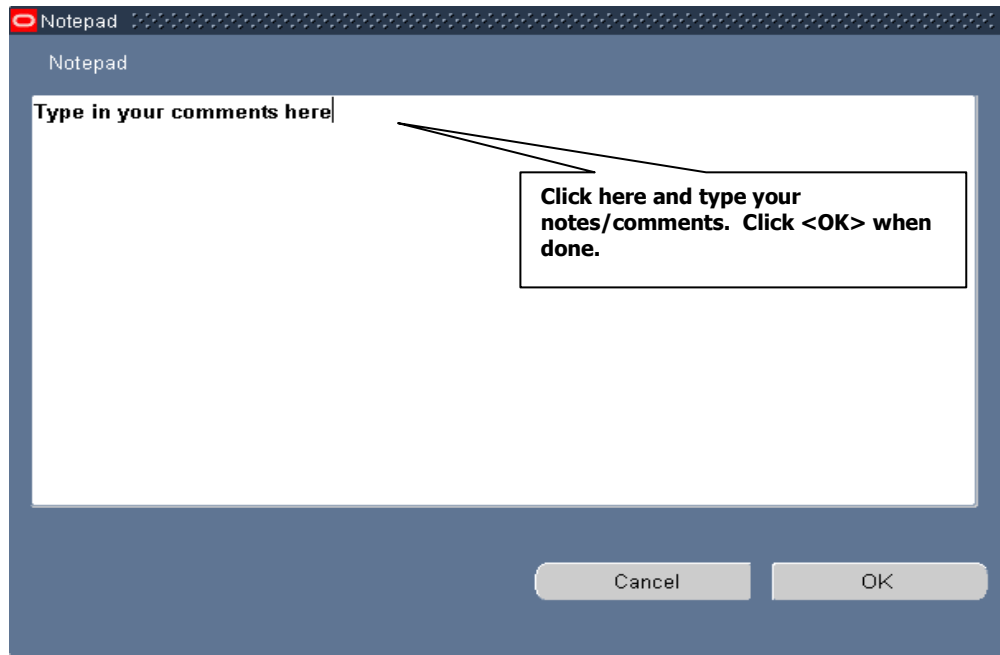 Notepad
Notepad
Type in your comments here
Click here and type your
notes/comments.  Click <OK> when
done.
Cancel
OK